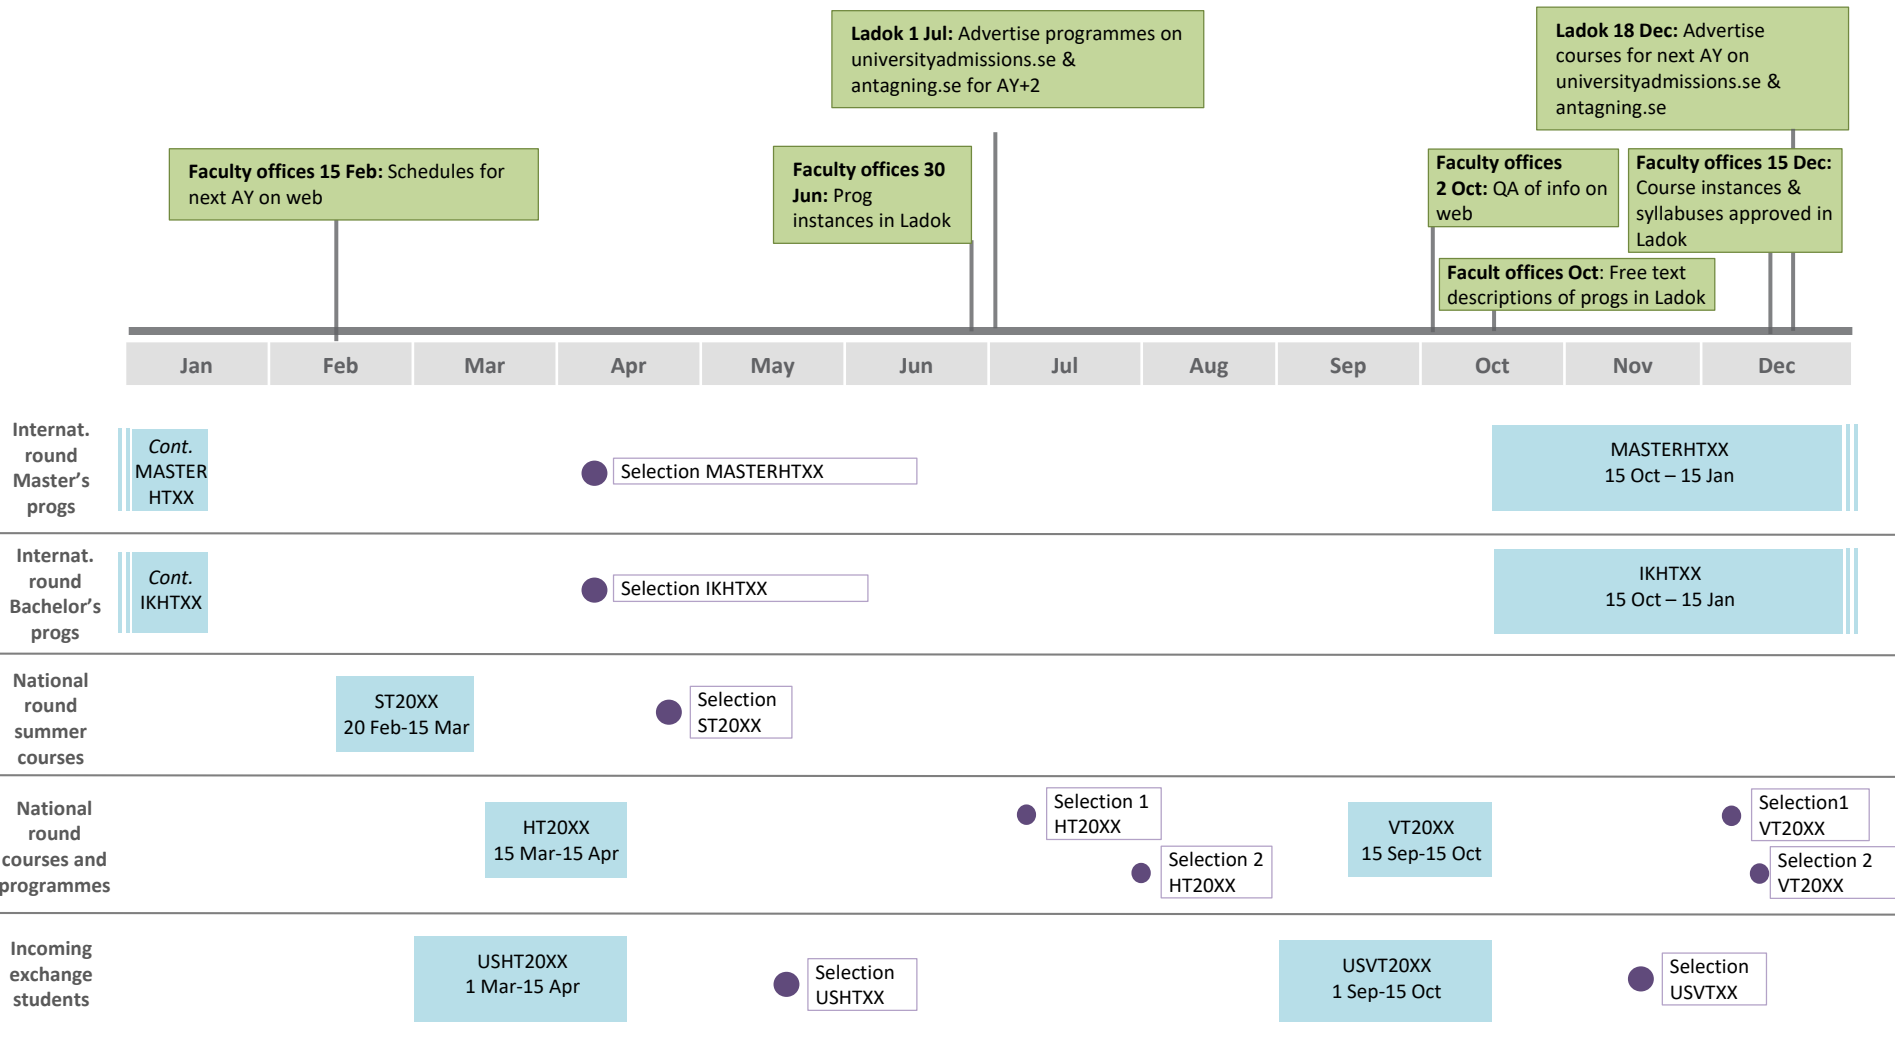 Ladok 1 Jul: Advertise programmes on
universityadmissions.se &
antagning.se for AY+2
Ladok 18 Dec: Advertise
courses for next AY on
universityadmissions.se &
antagning.se
Faculty offices 15 Feb: Schedules for
next AY on web
Faculty offices 30
Jun: Prog
instances in Ladok
Faculty offices
2 Oct: QA of info on
web
Faculty offices 15 Dec:
Course instances &
syllabuses approved in
Ladok
Facult offices Oct: Free text
descriptions of progs in Ladok
Jan
Feb
Mar
Apr
May
Jun
Jul
Aug
Sep
Oct
Nov
Dec
Internat.
round
Master's
progs
Cont.
MASTER
HTXX
Selection MASTERHTXX
MASTERHTXX
15 Oct – 15 Jan
Internat.
round
Bachelor's
progs
Cont.
IKHTXX
Selection IKHTXX
IKHTXX
15 Oct – 15 Jan
National
round
summer
courses
ST20XX
20 Feb-15 Mar
Selection
ST20XX
National
round
courses and
programmes
HT20XX
15 Mar-15 Apr
Selection 1
HT20XX
Selection 2
HT20XX
VT20XX
15 Sep-15 Oct
Selection1
VT20XX
Selection 2
VT20XX
Incoming
exchange
students
USHT20XX
1 Mar-15 Apr
Selection
USHTXX
USVT20XX
1 Sep-15 Oct
Selection
USVTXX